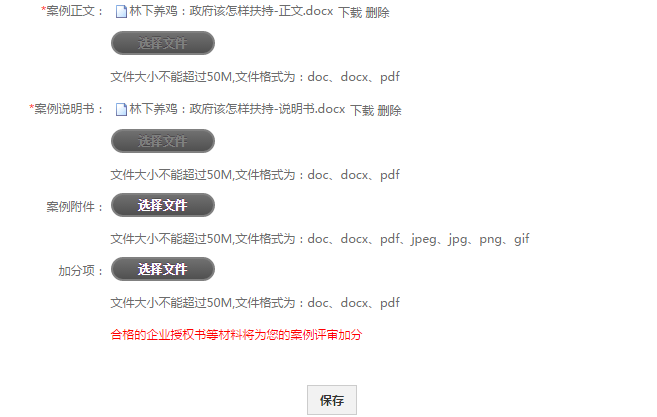 *案例正文： 林下养鸡：政府该怎样扶持-正文.docx 下载 删除
选择文件
文件大小不能超过50M,文件格式为：doc、docx、pdf
*案例说明书： 林下养鸡：政府该怎样扶持-说明书.docx 下载 删除
选择文件
文件大小不能超过50M,文件格式为：doc、docx、pdf
案例附件： 选择文件
文件大小不能超过50M,文件格式为：doc、docx、pdf、jpeg、jpg、png、gif
加分项： 选择文件
文件大小不能超过50M,文件格式为：doc、docx、pdf
合格的企业授权书等材料将为您的案例评审加分
保存